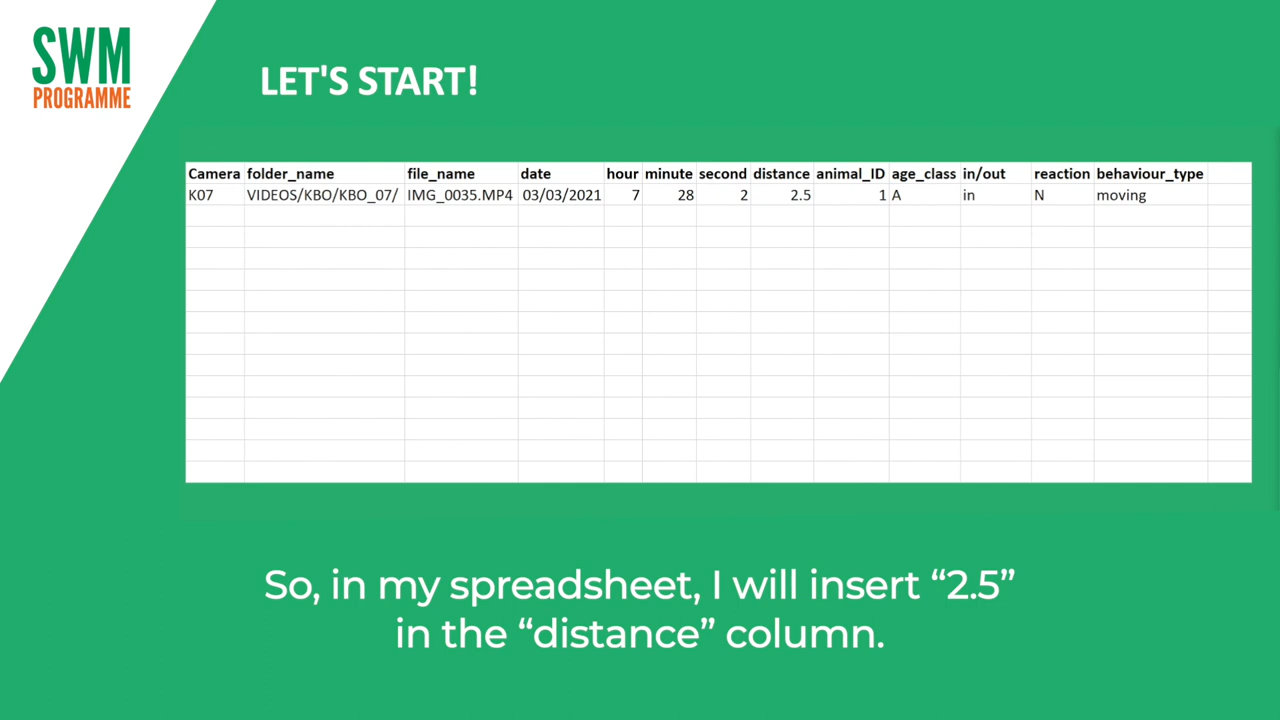 SWM
PROGRAMME
LET'S START!
Camera folder_name file_name date hour minute second distance animal_ID age_class in/out reaction behaviour_type
K07 VIDEOS/KBO/KBO_07/ IMG_0035.MP4 03/03/2021 7 28 2 2.5 1 A in N moving
So, in my spreadsheet, I will insert “2.5”
in the “distance” column.